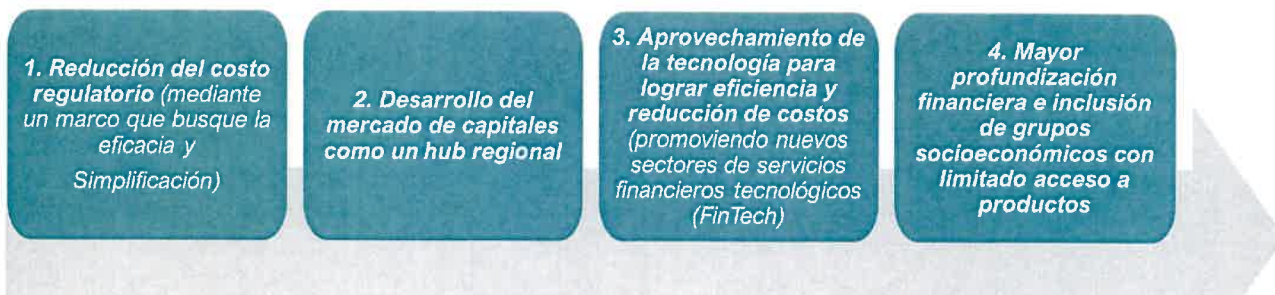 1. Reducción del costo
regulatorio (mediante
un marco que busque la
eficacia y
Simplificación)
2. Desarrollo del
mercado de capitales
como un hub regional
3. Aprovechamiento de
la tecnología para
lograr eficiencia y
reducción de costos
(promoviendo nuevos
sectores de servicios
financieros tecnológicos
(FinTech)
4. Mayor
profundización
financiera e inclusión
de grupos
socioeconómicos con
limitado acceso a
productos